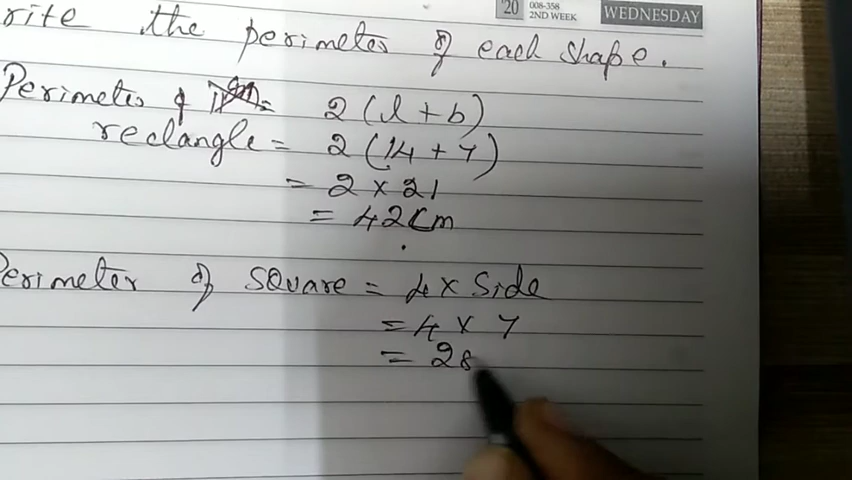 '20 008-358 WEDNESDAY
2ND WEEK
rite the perimeter of each shape.
Perimeter of = 2 (l + b)
rectangle = 2 (14 + 7)
= 2 x 21
= 42 cm
Perimeter of square = 4 x side
= 4 x 7
= 28